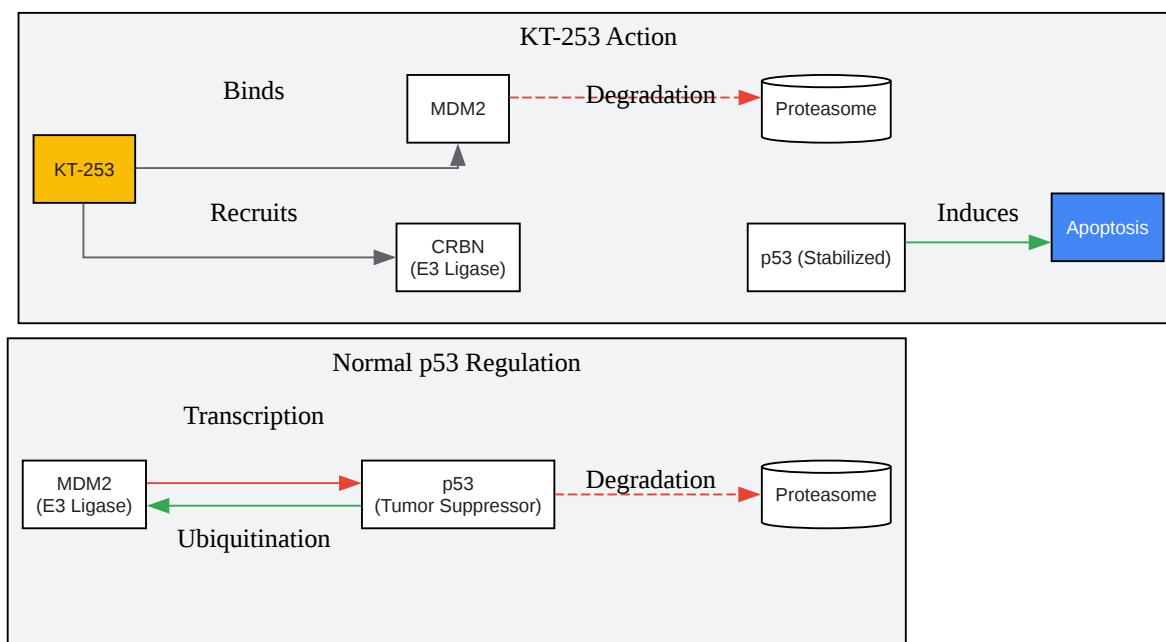 KT-253 Action
Binds
MDM2
Degradation
Proteasome
KT-253
Recruits
CRBN
(E3 Ligase)
p53 (Stabilized)
Induces
Apoptosis
Normal p53 Regulation
Transcription
MDM2
(E3 Ligase)
p53
(Tumor Suppressor)
Degradation
Proteasome
Ubiquitination